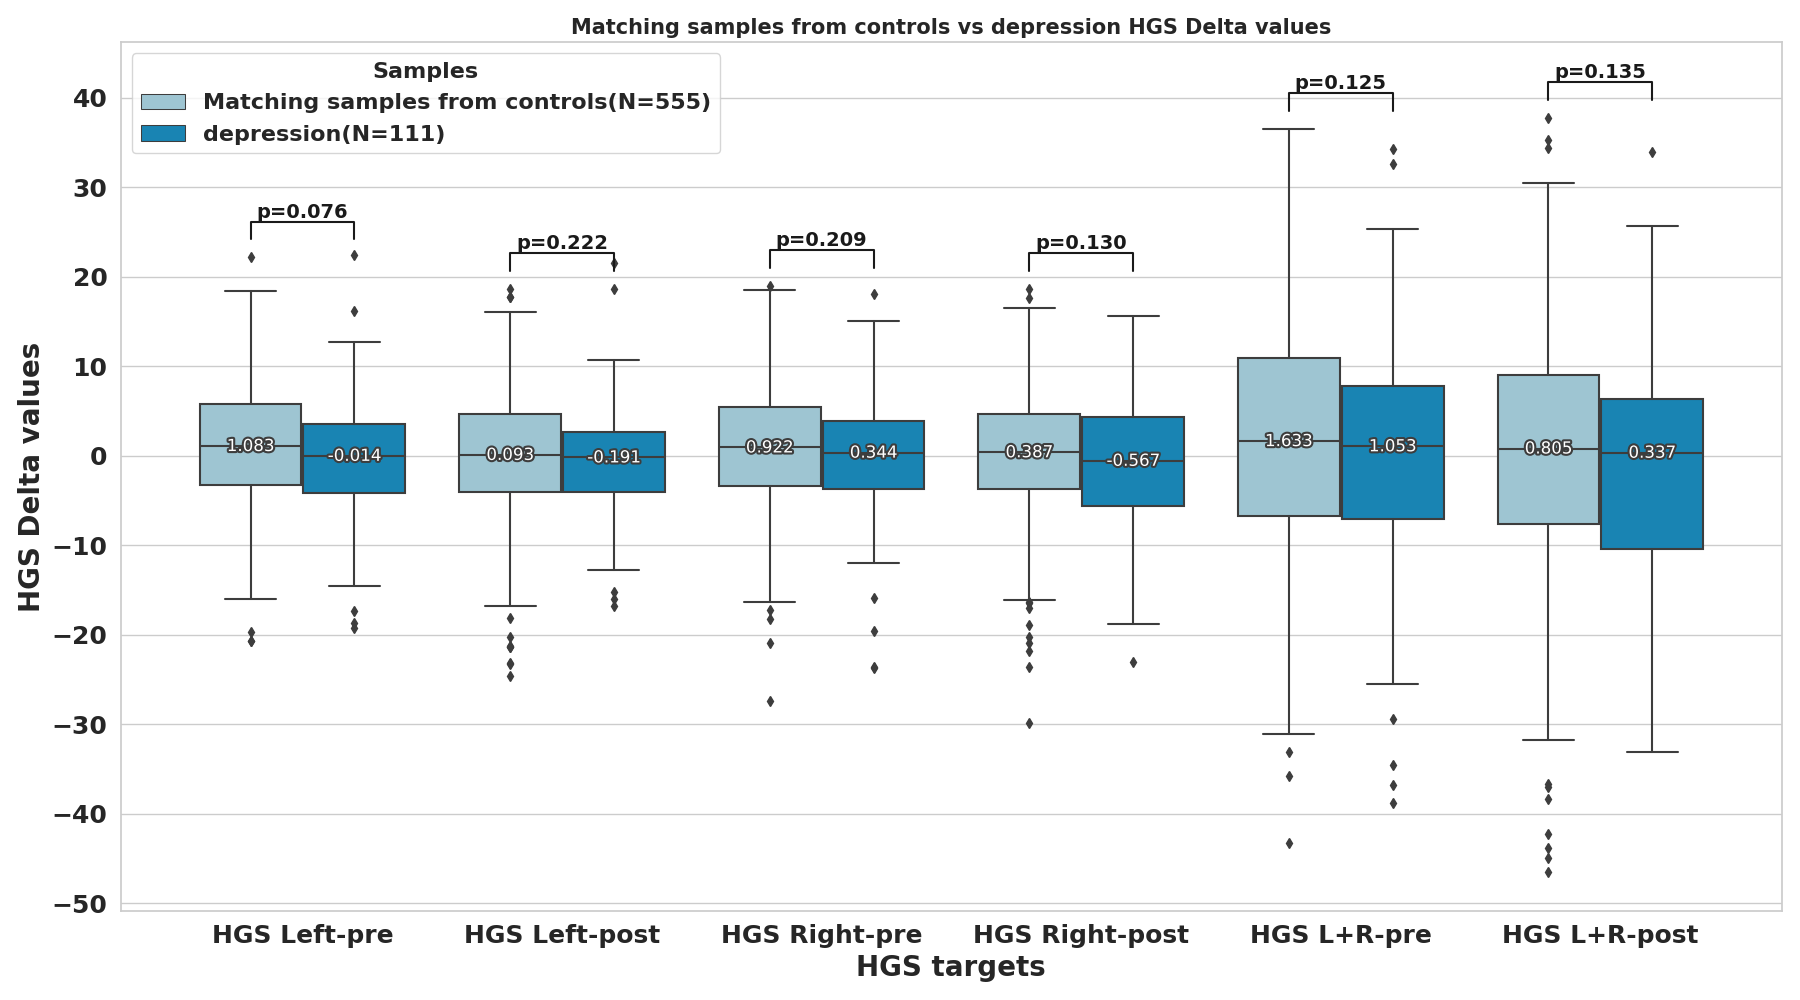 Matching samples from controls vs depression HGS Delta values
Samples
Matching samples from controls(N=555)
depression(N=111)
p=0.076
p=0.222
p=0.209
p=0.130
p=0.125
p=0.135
HGS Delta values
40
30
20
10
0
−10
−20
−30
−40
−50
1.083
-0.014
0.093
-0.191
0.922
0.344
0.387
-0.567
1.633
1.053
0.805
0.337
HGS Left-pre
HGS Left-post
HGS Right-pre
HGS Right-post
HGS L+R-pre
HGS L+R-post
HGS targets